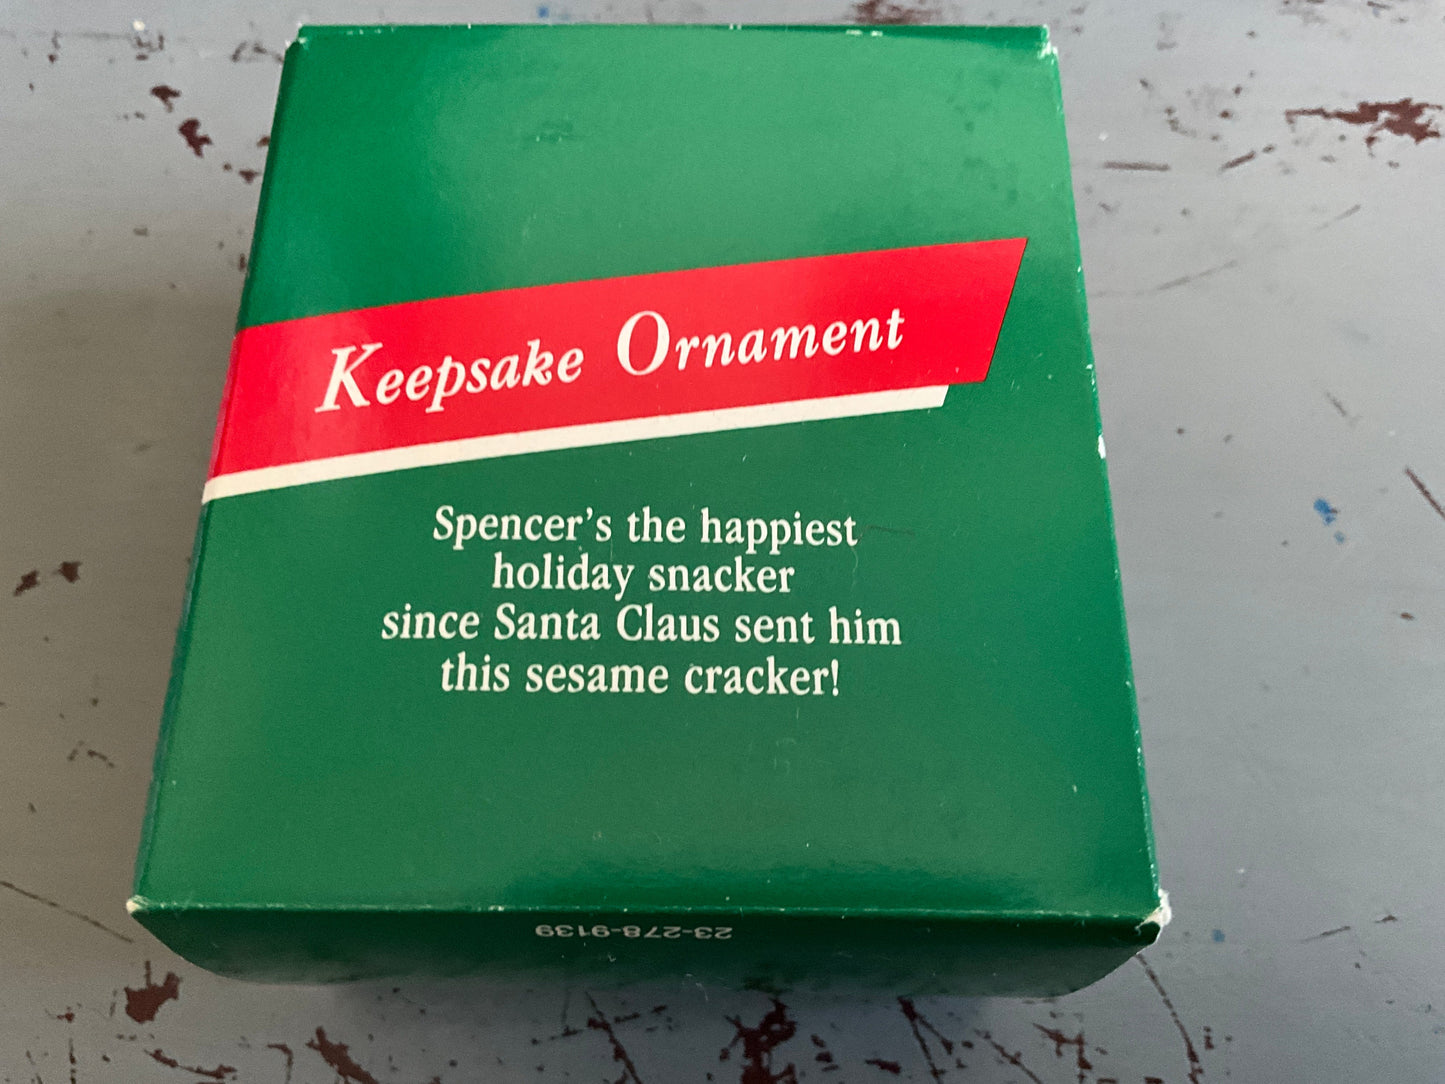 Keepsake Ornament
Spencer's the happiest
holiday snacker
since Santa Claus sent him
this sesame cracker!
23-278-9139